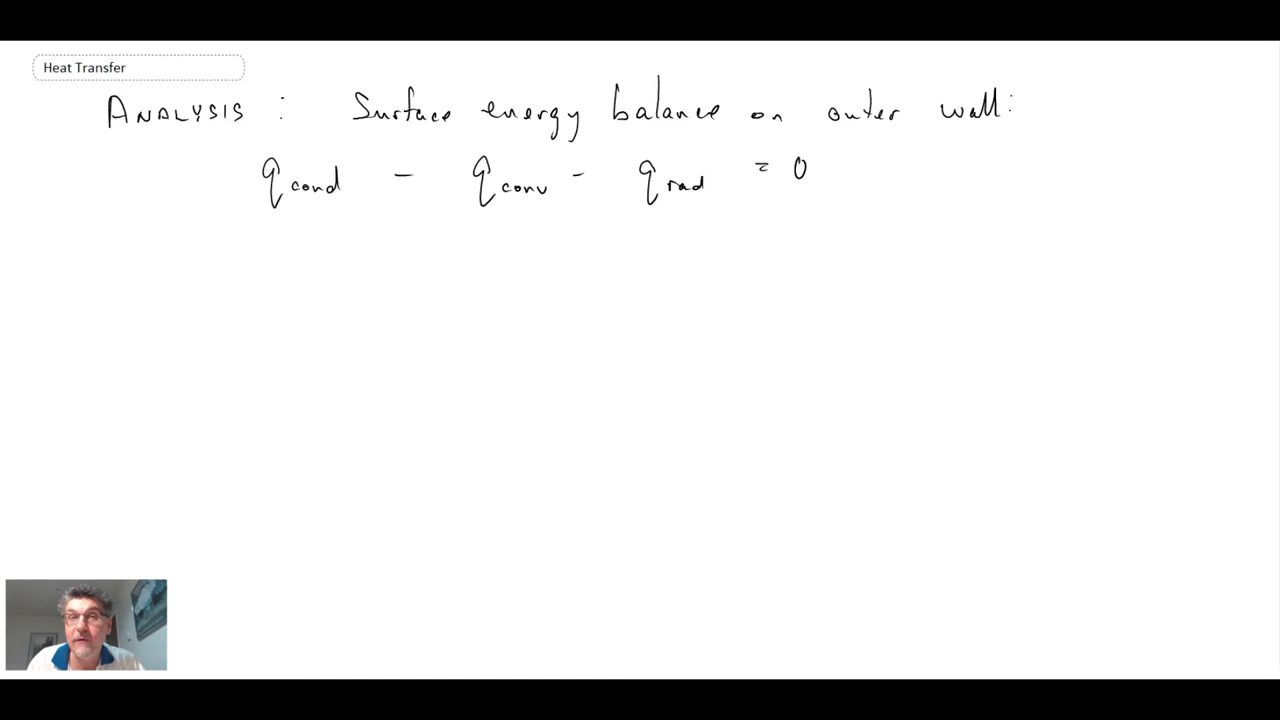 Heat Transfer
ANALYSIS : Surface energy balance on outer wall:
qcond - qconv - qrad = 0